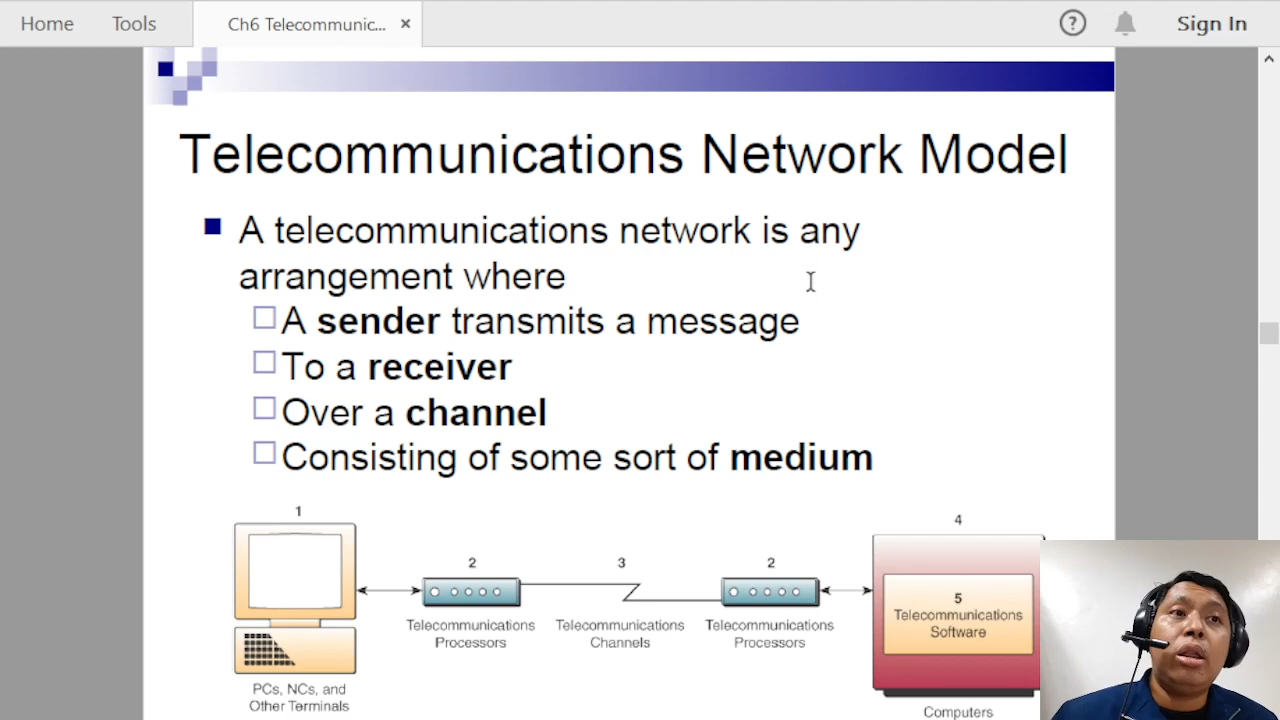 Home Tools Ch6 Telecommunic... × ? Sign In
Telecommunications Network Model
A telecommunications network is any
arrangement where
A sender transmits a message
To a receiver
Over a channel
Consisting of some sort of medium
1
2
3
2
4
5
Telecommunications
Software
Telecommunications
Processors
Telecommunications
Channels
Telecommunications
Processors
PCs, NCs, and
Other Terminals
Computers